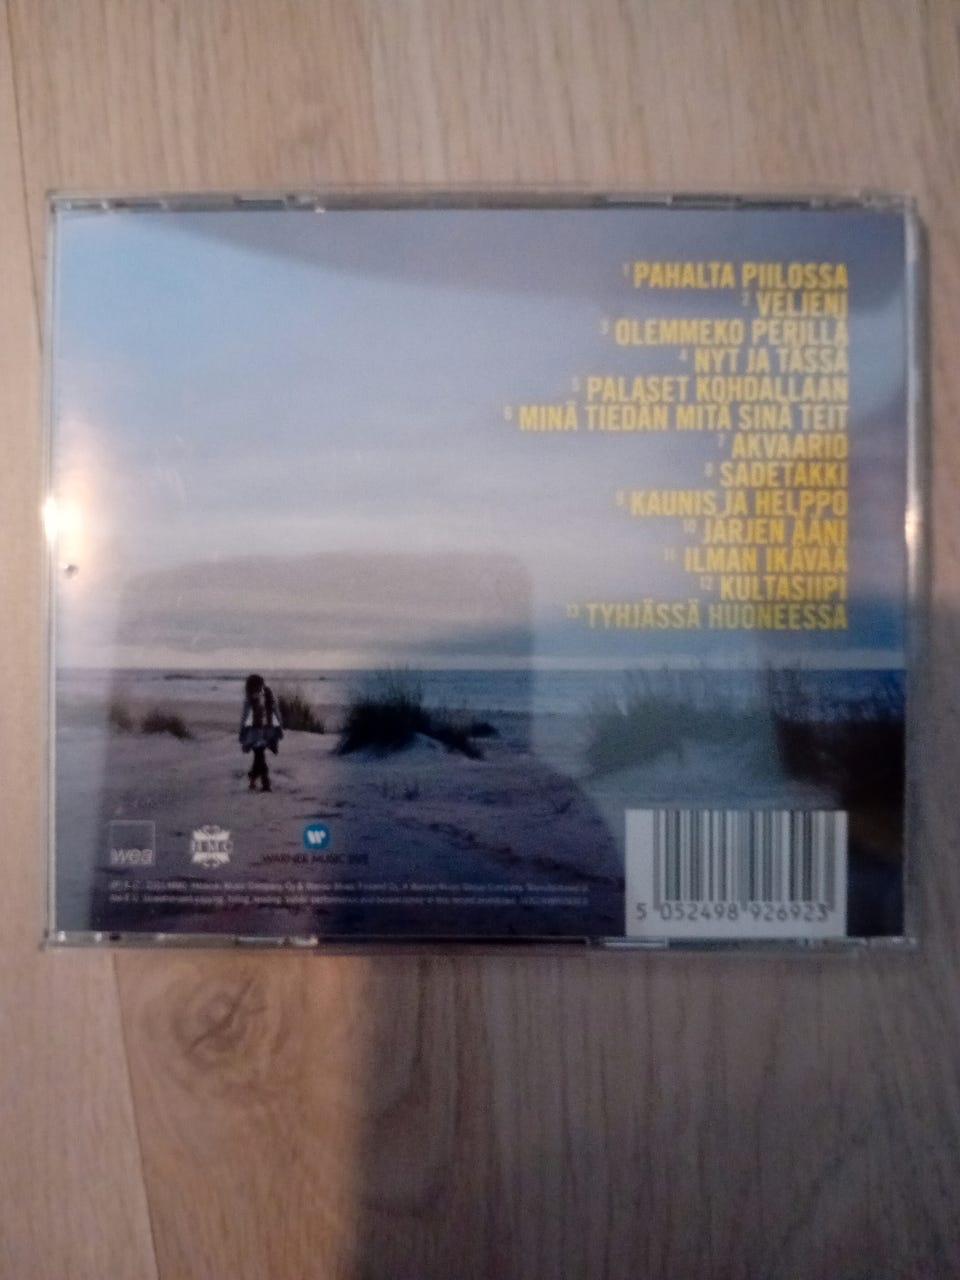 1 PAHALTA PIILOSSA
2 VELJENI
3 OLEMMEKO PERILLÄ
4 NYT JA TÄSSÄ
5 PALASET KOHDALLAAN
6 MINÄ TIEDÄN MITÄ SINÄ TEIT
7 AKVAARIO
8 SADETAKKI
9 KAUNIS JA HELPPO
10 JÄRJEN ÄÄNI
11 ILMAN IKÄVÄÄ
12 KULTASIIPI
13 TYHJÄSSÄ HUONEESSA
wea
WARNER MUSIC LIVE
5 052498 926923